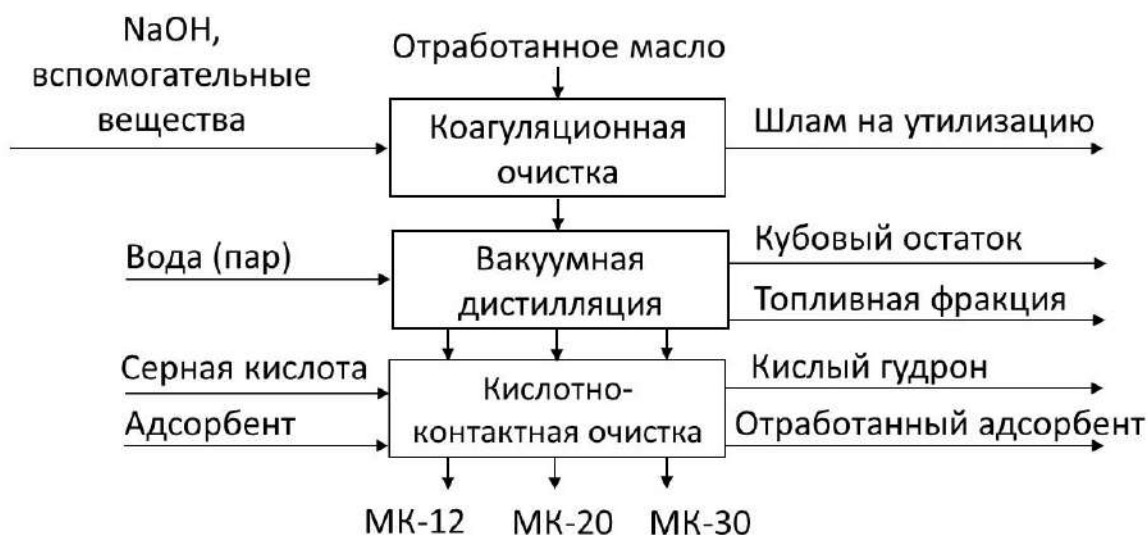 NaOH,
вспомогательные
вещества
Отработанное масло
Коагуляционная
очистка
Шлам на утилизацию
Вода (пар)
Вакуумная
дистилляция
Кубовый остаток
Топливная фракция
Серная кислота
Адсорбент
Кислотно-
контактная очистка
Кислый гудрон
Отработанный адсорбент
МК-12 МК-20 МК-30